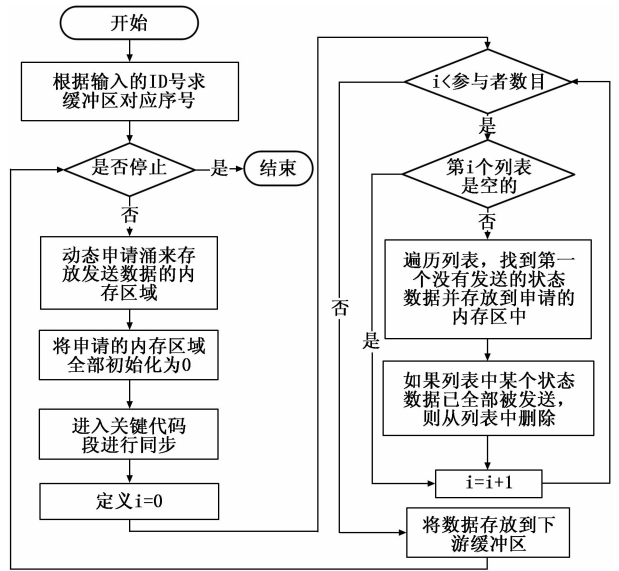 开始
根据输入的ID号求
缓冲区对应序号
是否停止
是
结束
否
动态申请涌来存
放发送数据的内
存区域
将申请的内存区域
全部初始化为0
进入关键代码
段进行同步
定义i=0
i<参与者数目
是
第i个列表
是空的
否
遍历列表，找到第一
个没有发送的状态
数据并存放到申请的
内存区中
否
是
如果列表中某个状态
数据已全部被发送，
则从列表中删除
i=i+1
将数据存放到下
游缓冲区